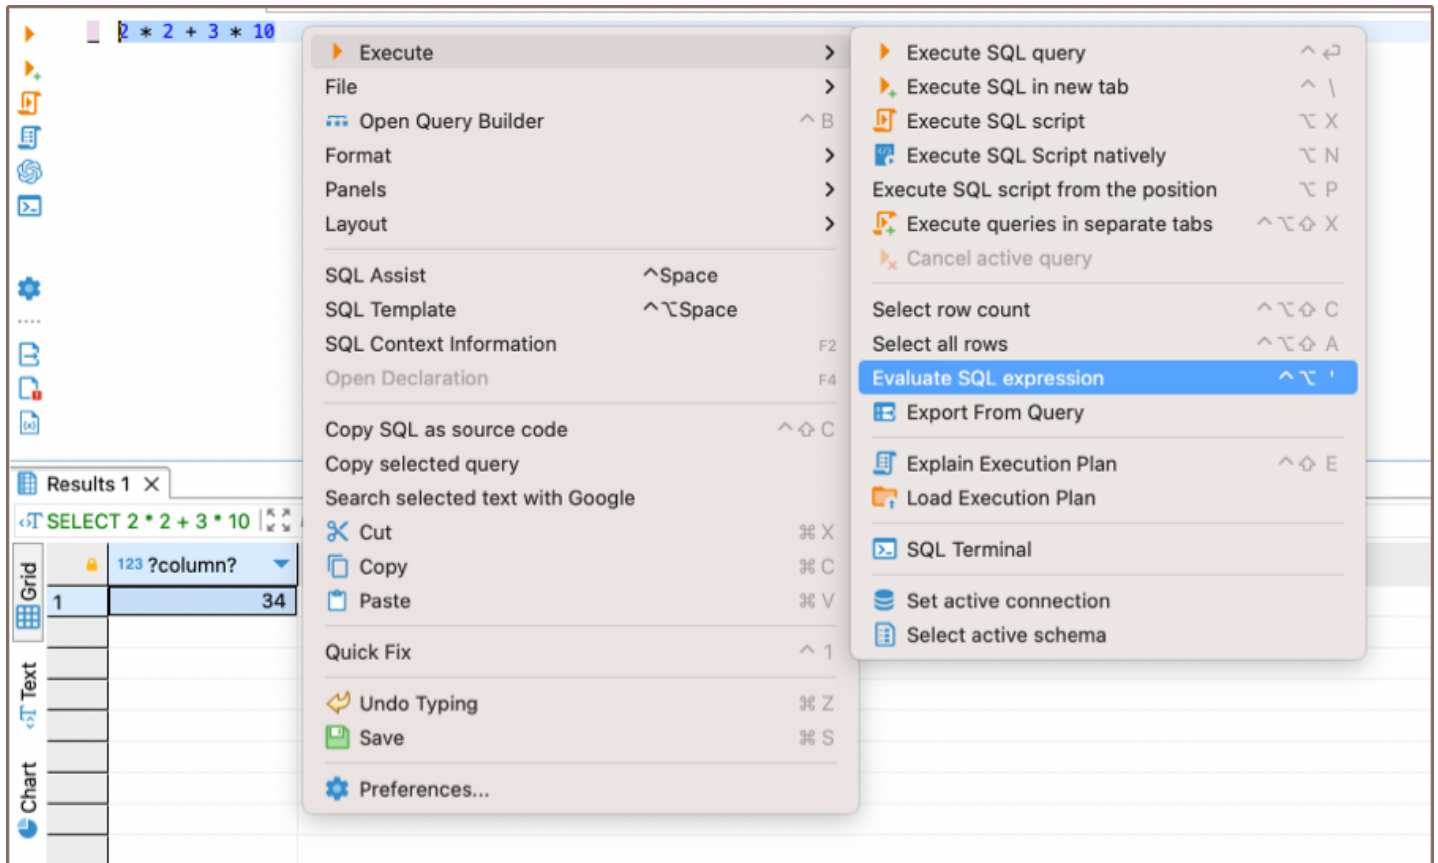 2 * 2 + 3 * 10
Execute
File
Open Query Builder ^ B
Format
Panels
Layout
SQL Assist ^Space
SQL Template ^⌥Space
SQL Context Information F2
Open Declaration F4
Copy SQL as source code ^ ⇧ C
Copy selected query
Search selected text with Google
Cut ⌘ X
Copy ⌘ C
Paste ⌘ V
Quick Fix ^ 1
Undo Typing ⌘ Z
Save ⌘ S
Preferences...
Execute SQL query ^ ↩
Execute SQL in new tab ^ \
Execute SQL script ⌥ X
Execute SQL Script natively ⌥ N
Execute SQL script from the position ⌥ P
Execute queries in separate tabs ^⌥⇧ X
Cancel active query
Select row count ^⌥⇧ C
Select all rows ^⌥⇧ A
Evaluate SQL expression ^⌥ '
Export From Query
Explain Execution Plan ^⇧ E
Load Execution Plan
SQL Terminal
Set active connection
Select active schema
Results 1
SELECT 2 * 2 + 3 * 10
123 ?column?
1 34
Grid
Text
Chart